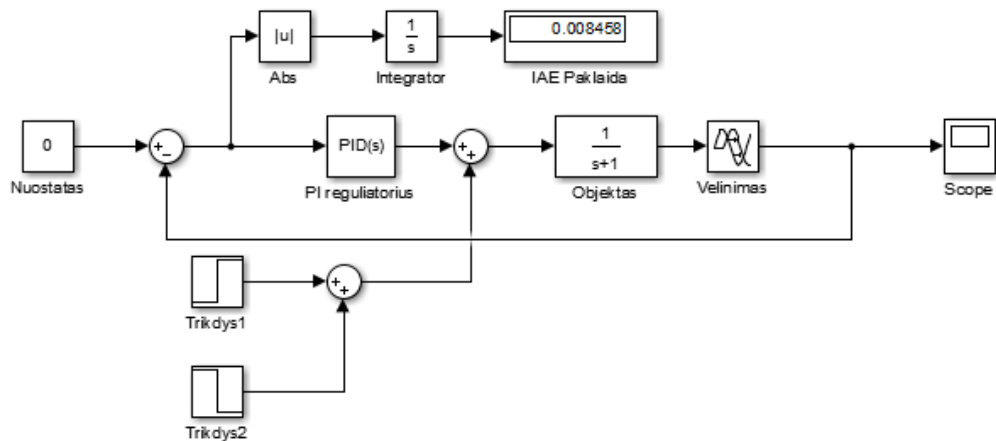 |u|
1
s
0.008458
Abs
Integrator
IAE Paklaida
0
+
−
PID(s)
+
+
1
s+1
Nuostatas
PI reguliatorius
Objektas
Velinimas
Scope
+
+
Trikdys1
Trikdys2